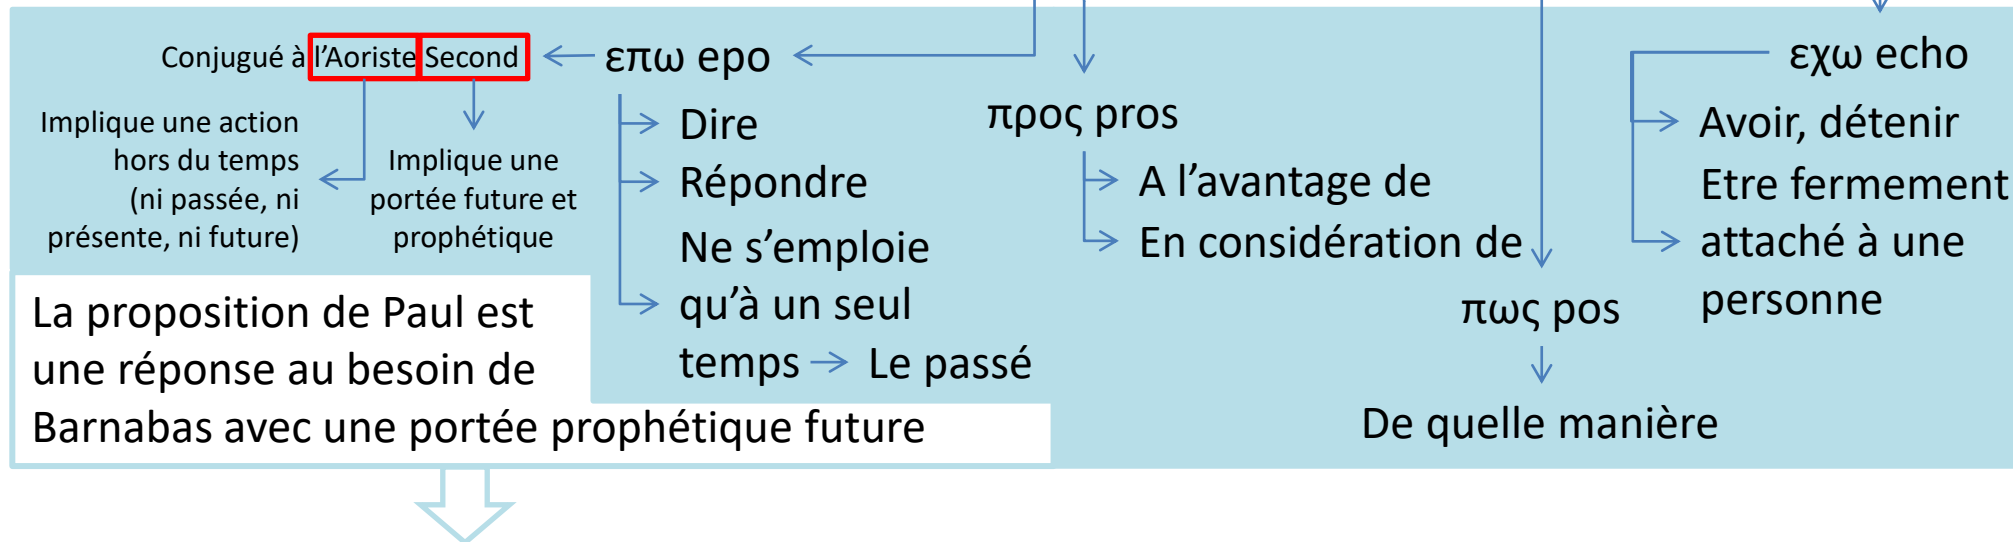 Conjugué à l’Aoriste Second
επω epo
Implique une action
hors du temps
(ni passée, ni
présente, ni future)
Implique une
portée future et
prophétique
Dire
Répondre
Ne s’emploie
qu’à un seul
temps
Le passé
προς pros
A l’avantage de
En considération de
πως pos
De quelle manière
εχω echo
Avoir, détenir
Etre fermement
attaché à une
personne
La proposition de Paul est
une réponse au besoin de
Barnabas avec une portée prophétique future